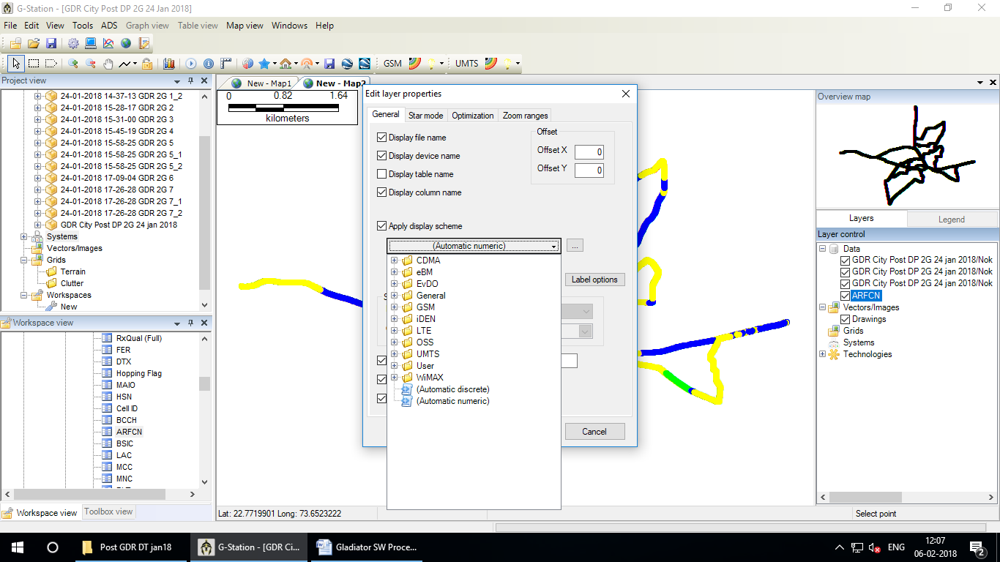 G-Station - [GDR City Post DP 2G 24 Jan 2018]
File Edit View Tools ADS Graph view Table view Map view Windows Help
GSM UMTS
Project view
24-01-2018 14-37-13 GDR 2G 1_2
24-01-2018 15-28-17 GDR 2G 2
24-01-2018 15-31-00 GDR 2G 3
24-01-2018 15-45-19 GDR 2G 4
24-01-2018 15-58-25 GDR 2G 5
24-01-2018 15-58-25 GDR 2G 5_1
24-01-2018 15-58-25 GDR 2G 5_2
24-01-2018 17-09-04 GDR 2G 6
24-01-2018 17-26-28 GDR 2G 7
24-01-2018 17-26-28 GDR 2G 7_1
24-01-2018 17-26-28 GDR 2G 7_2
GDR City Post DP 2G 24 jan 2018
Systems
Vectors/Images
Grids
Terrain
Clutter
Workspaces
New
Workspace view
RxQual (Full)
FER
DTX
Hopping Flag
MAIO
HSN
Cell ID
BCCH
ARFCN
BSIC
LAC
MCC
MNC
Workspace view Toolbox view
New - Map1 New - Map2
0 0.82 1.64
kilometers
Edit layer properties
General Star mode Optimization Zoom ranges
Display file name
Display device name
Display table name
Display column name
Offset
Offset X 0
Offset Y 0
Apply display scheme
(Automatic numeric) ...
CDMA
eBM
EvDO
General
GSM
iDEN
LTE
OSS
UMTS
User
WiMAX
(Automatic discrete)
(Automatic numeric)
Label options
Cancel
Overview map
Layers Legend
Layer control
Data
GDR City Post DP 2G 24 jan 2018/Nok
GDR City Post DP 2G 24 jan 2018/Nok
GDR City Post DP 2G 24 jan 2018/Nok
ARFCN
Vectors/Images
Drawings
Grids
Systems
Technologies
Lat: 22.7719901 Long: 73.6523222
Select point
Post GDR DT jan18
G-Station - [GDR Ci...
Gladiator SW Proce...
ENG
12:07
06-02-2018
2